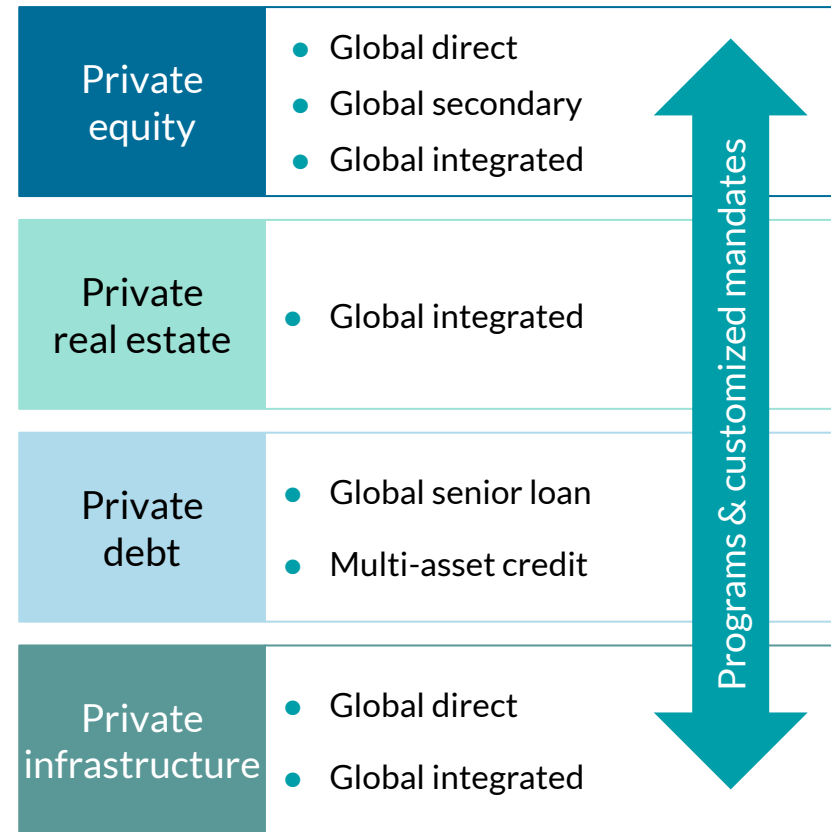 Private
equity
● Global direct
● Global secondary
● Global integrated
Private
real estate
● Global integrated
Private
debt
● Global senior loan
● Multi-asset credit
Private
infrastructure
● Global direct
● Global integrated
Programs & customized mandates